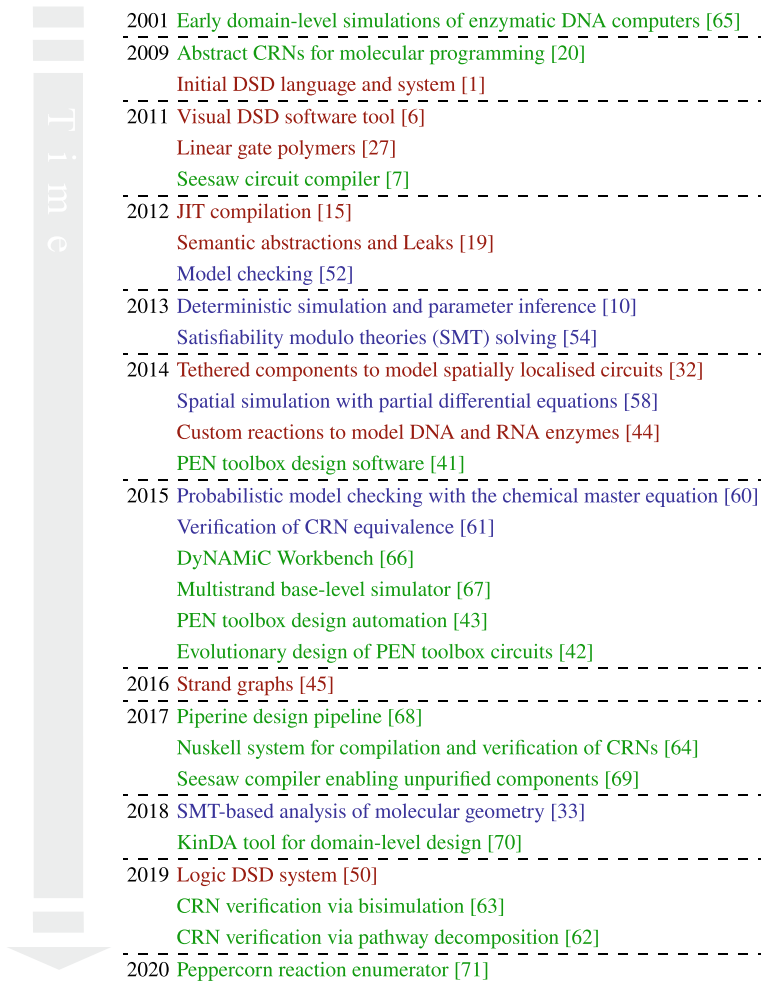 2001 Early domain-level simulations of enzymatic DNA computers [65]
2009 Abstract CRNs for molecular programming [20]
Initial DSD language and system [1]
Time
2011 Visual DSD software tool [6]
Linear gate polymers [27]
Seesaw circuit compiler [7]
2012 JIT compilation [15]
Semantic abstractions and Leaks [19]
Model checking [52]
2013 Deterministic simulation and parameter inference [10]
Satisfiability modulo theories (SMT) solving [54]
2014 Tethered components to model spatially localised circuits [32]
Spatial simulation with partial differential equations [58]
Custom reactions to model DNA and RNA enzymes [44]
PEN toolbox design software [41]
2015 Probabilistic model checking with the chemical master equation [60]
Verification of CRN equivalence [61]
DyNAMiC Workbench [66]
Multistrand base-level simulator [67]
PEN toolbox design automation [43]
Evolutionary design of PEN toolbox circuits [42]
2016 Strand graphs [45]
2017 Piperine design pipeline [68]
Nuskell system for compilation and verification of CRNs [64]
Seesaw compiler enabling unpurified components [69]
2018 SMT-based analysis of molecular geometry [33]
KinDA tool for domain-level design [70]
2019 Logic DSD system [50]
CRN verification via bisimulation [63]
CRN verification via pathway decomposition [62]
2020 Peppercorn reaction enumerator [71]